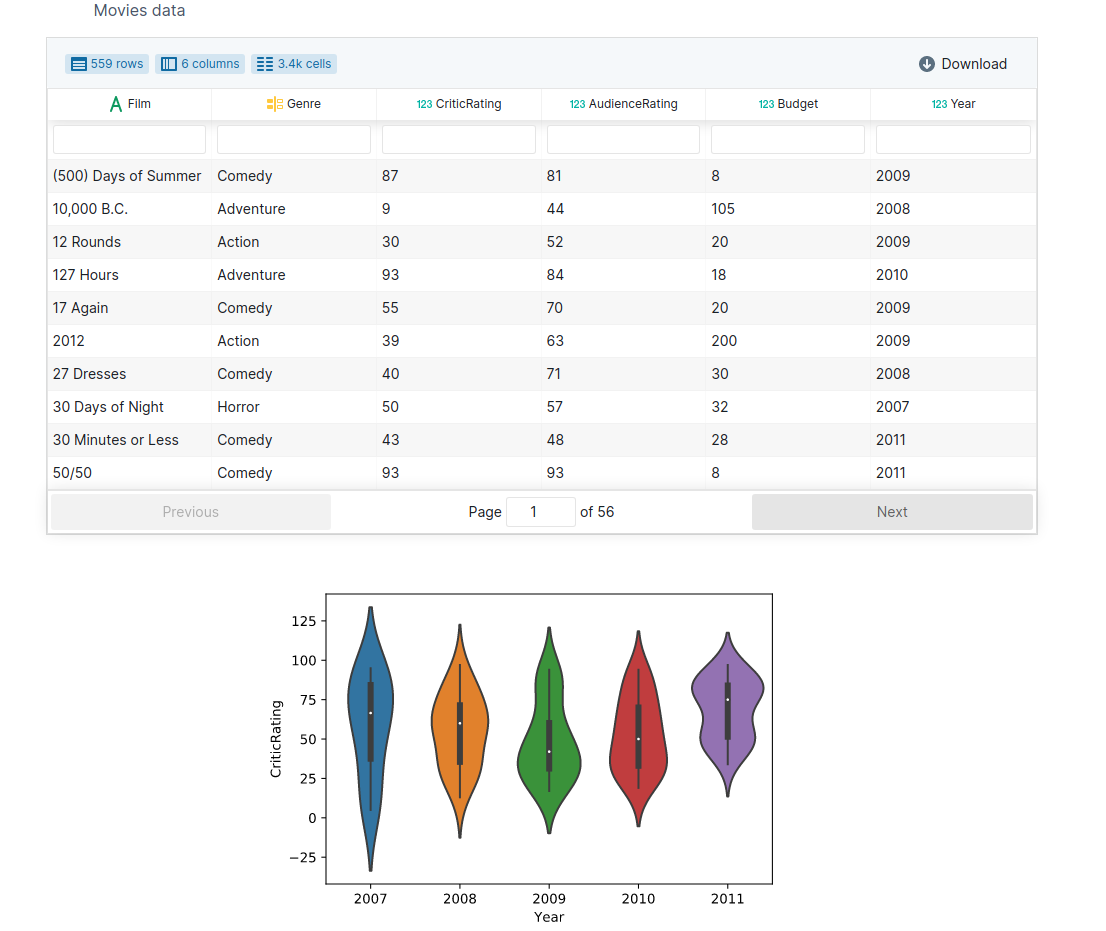 Movies data
559 rows 6 columns 3.4k cells Download
A Film Genre 123 CriticRating 123 AudienceRating 123 Budget 123 Year
(500) Days of Summer Comedy 87 81 8 2009
10,000 B.C. Adventure 9 44 105 2008
12 Rounds Action 30 52 20 2009
127 Hours Adventure 93 84 18 2010
17 Again Comedy 55 70 20 2009
2012 Action 39 63 200 2009
27 Dresses Comedy 40 71 30 2008
30 Days of Night Horror 50 57 32 2007
30 Minutes or Less Comedy 43 48 28 2011
50/50 Comedy 93 93 8 2011
Previous Page 1 of 56 Next
125
100
75
50
25
0
−25
CriticRating
2007 2008 2009 2010 2011
Year